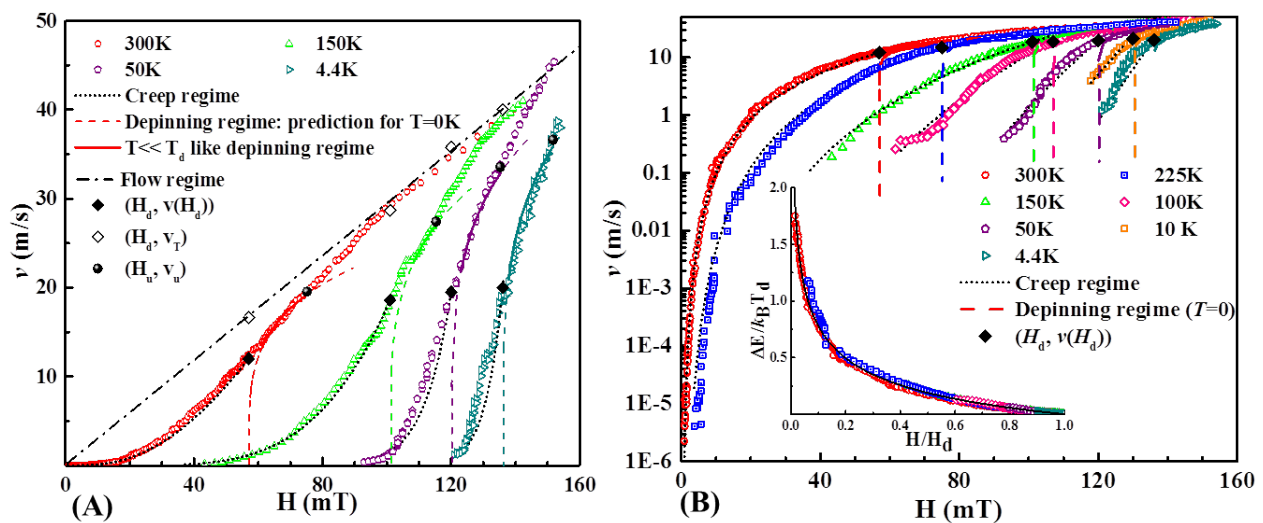 50
40
30
20
10
0
40
80
120
160
v (m/s)
H (mT)
(A)
300K
150K
50K
4.4K
Creep regime
Depinning regime: prediction for T=0K
T<< Td like depinning regime
Flow regime
(Hd, v(Hd))
(Hd, vT)
(Hu, vu)
10
1
0.1
0.01
1E-3
1E-4
1E-5
1E-6
0
40
80
120
160
v (m/s)
H (mT)
(B)
300K
225K
150K
100K
50K
10 K
4.4K
Creep regime
Depinning regime (T=0)
(Hd, v(Hd))
2.0
1.5
1.0
0.5
0.0
0.2
0.4
0.6
0.8
1.0
ΔE/kBTd
H/Hd